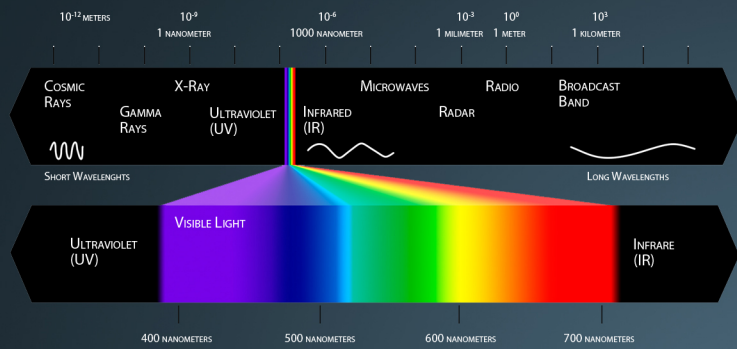 10-12 METERS 10-9 10-6 10-3 100 103
1 NANOMETER 1000 NANOMETER 1 MILIMETER 1 METER 1 KILOMETER
COSMIC RAYS
GAMMA RAYS
X-RAY
ULTRAVIOLET (UV)
INFRARED (IR)
MICROWAVES
RADAR
RADIO
BROADCAST BAND
SHORT WAVELENGHTS
LONG WAVELENGTHS
ULTRAVIOLET (UV)
VISIBLE LIGHT
INFRARE (IR)
400 NANOMETERS 500 NANOMETERS 600 NANOMETERS 700 NANOMETERS